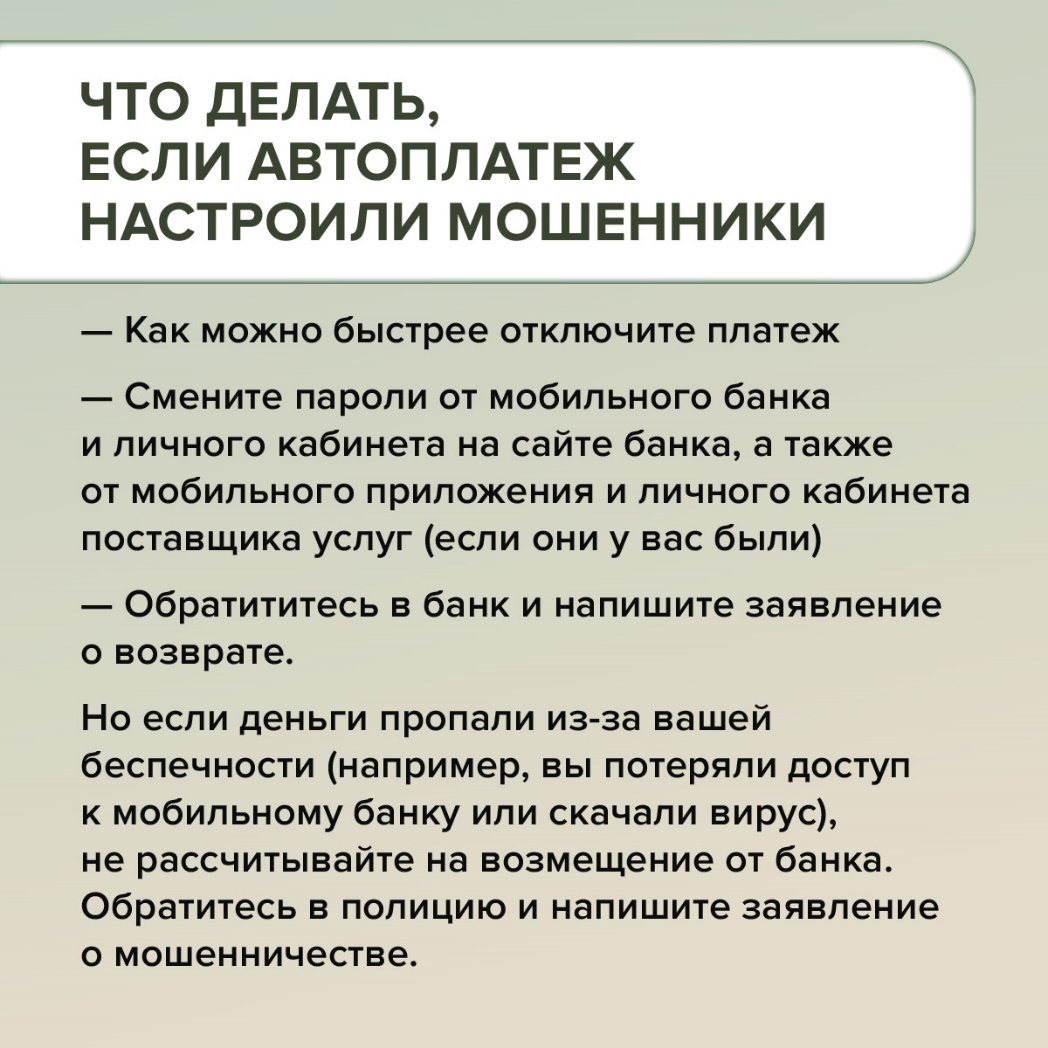 ЧТО ДЕЛАТЬ,
ЕСЛИ АВТОПЛАТЕЖ
НАСТРОИЛИ МОШЕННИКИ
— Как можно быстрее отключите платеж
— Смените пароли от мобильного банка
и личного кабинета на сайте банка, а также
от мобильного приложения и личного кабинета
поставщика услуг (если они у вас были)
— Обратититесь в банк и напишите заявление
о возврате.
Но если деньги пропали из-за вашей
беспечности (например, вы потеряли доступ
к мобильному банку или скачали вирус),
не рассчитывайте на возмещение от банка.
Обратитесь в полицию и напишите заявление
о мошенничестве.